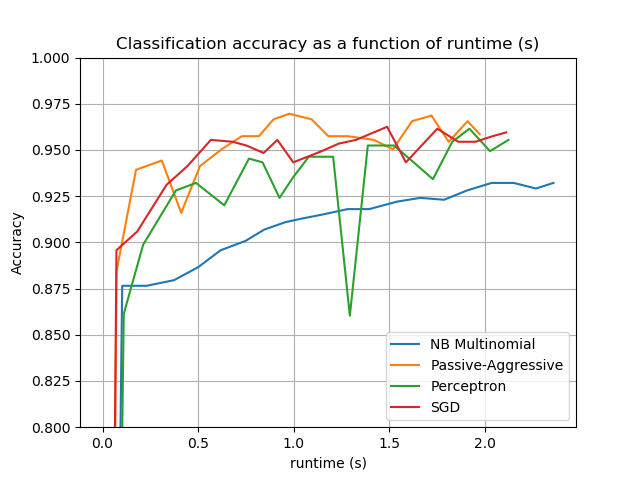 Classification accuracy as a function of runtime (s)
1.000
0.975
0.950
0.925
0.900
0.875
0.850
0.825
0.800
Accuracy
NB Multinomial
Passive-Aggressive
Perceptron
SGD
0.0 0.5 1.0 1.5 2.0
runtime (s)